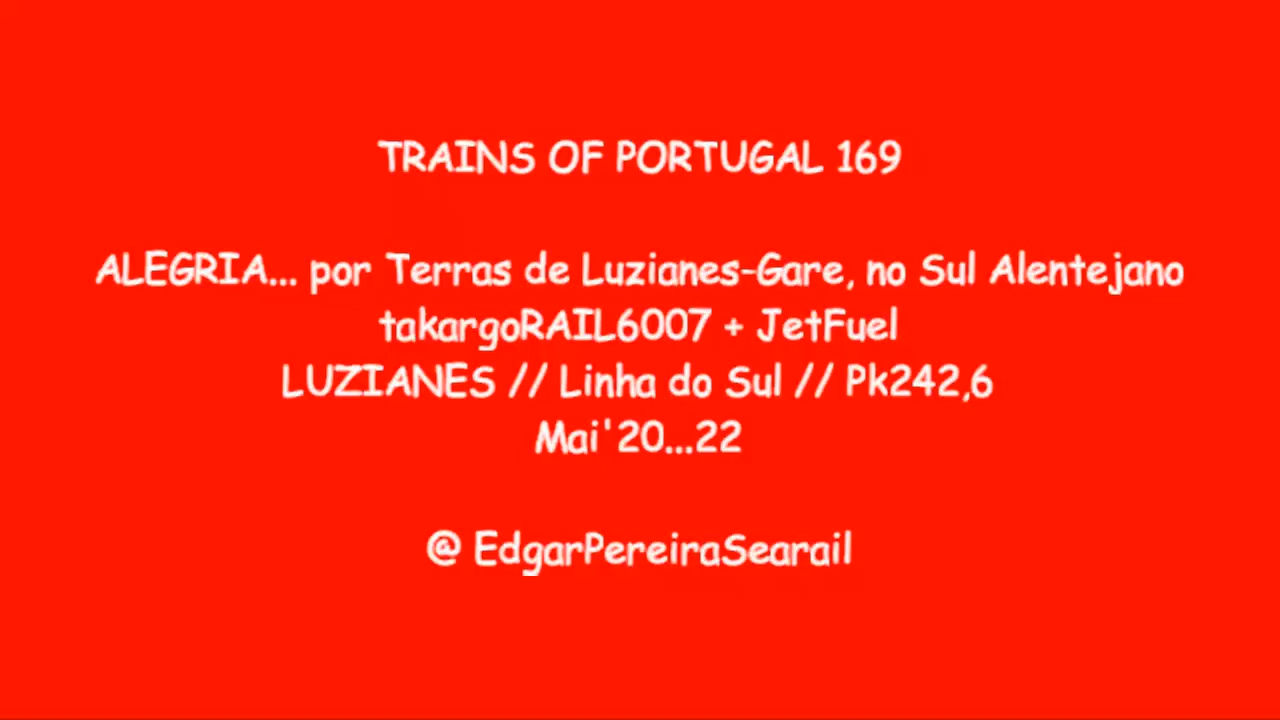 TRAINS OF PORTUGAL 169
ALEGRIA... por Terras de Luzianes-Gare, no Sul Alentejano
takargoRAIL6007 + JetFuel
LUZIANES // Linha do Sul // Pk242,6
Mai'20...22
@ EdgarPereiraSearail